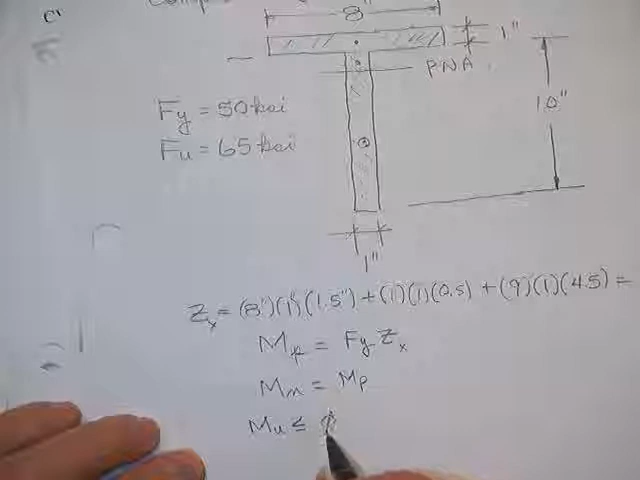 8"
1"
PNA
10"
Fy = 50 ksi
Fu = 65 ksi
1"
Zx = (8")(1")(1.5") + (1)(1)(0.5) + (9)(1)(4.5) =
Mp = Fy Zx
Mn = Mp
Mu ≤ ϕ